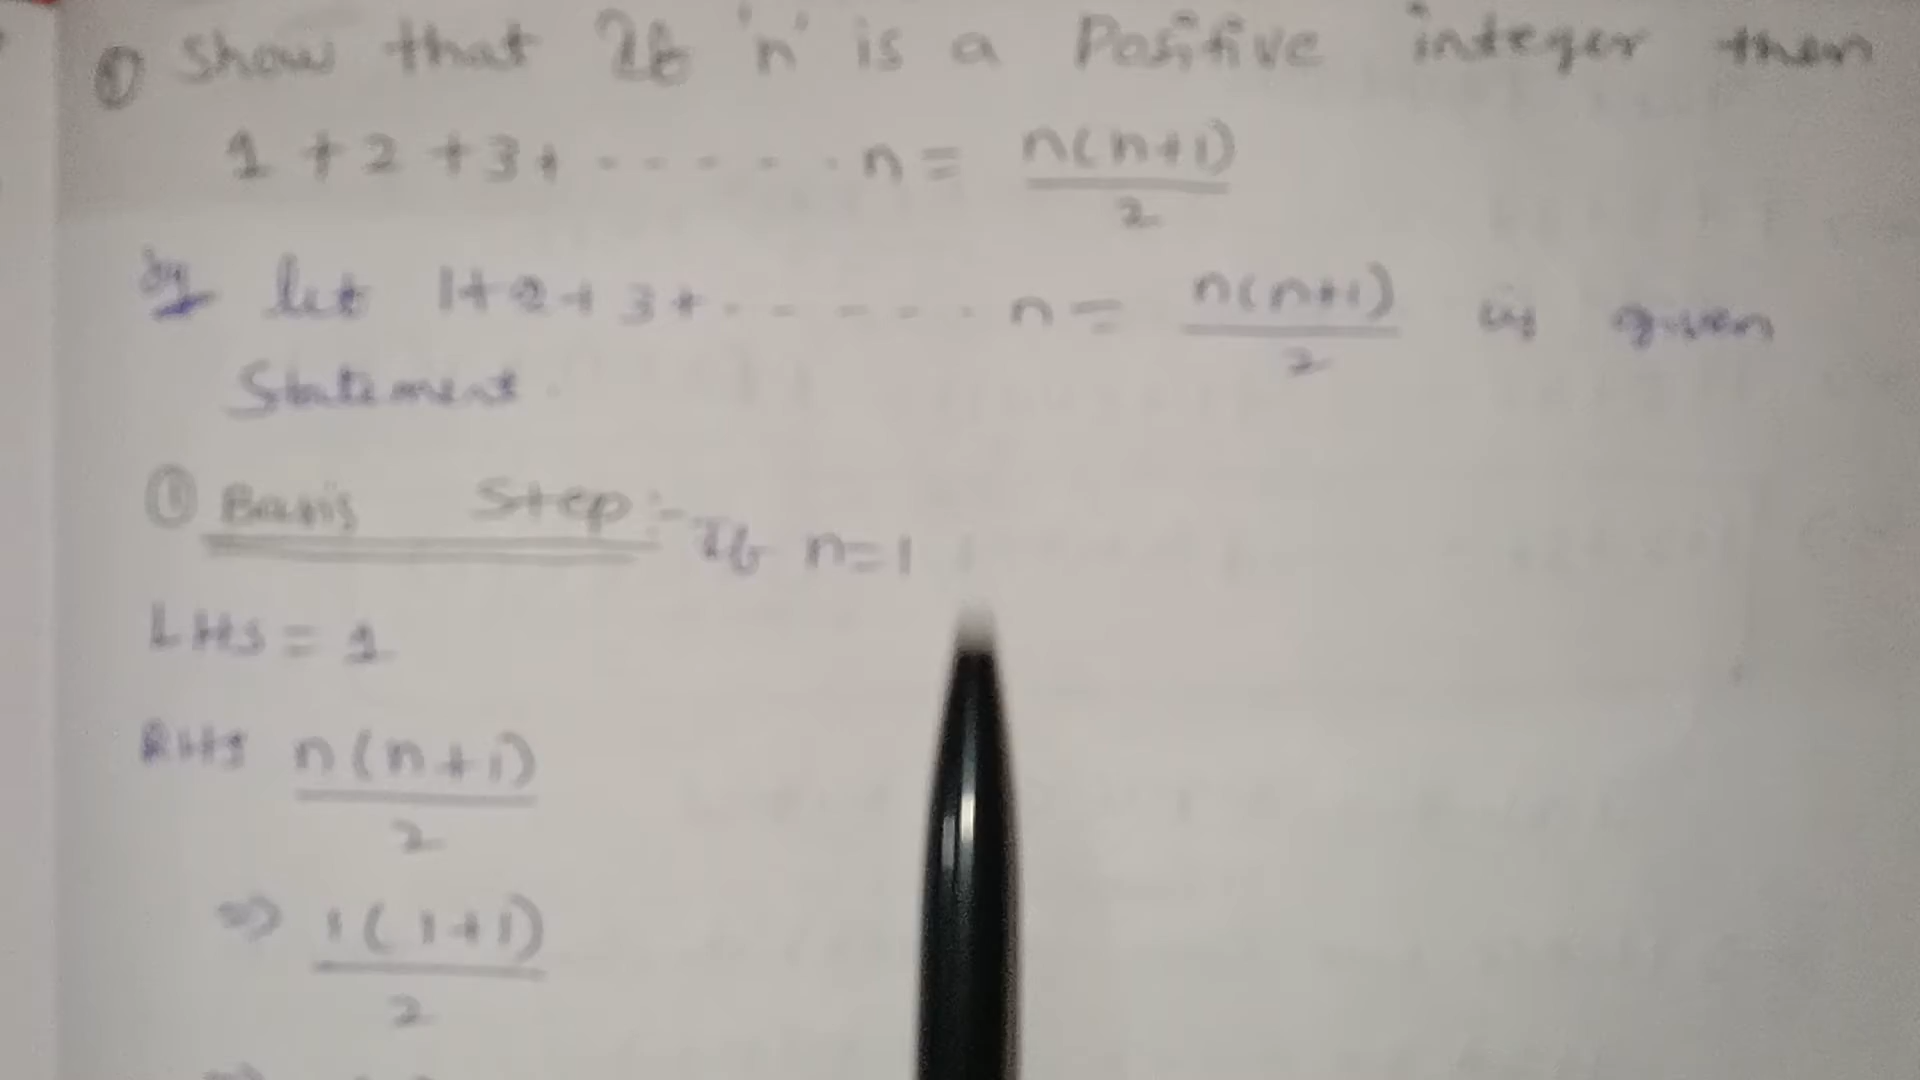 ① Show that If 'n' is a Positive integer then
1 + 2 + 3 + - - - - - n = n(n+1)/2
let 1+2+3+ - - - - - - n = n(n+1)/2 is given
Statement.
① Basis Step:- If n=1
LHS = 1
RHS n(n+1)/2
⇒ 1(1+1)/2